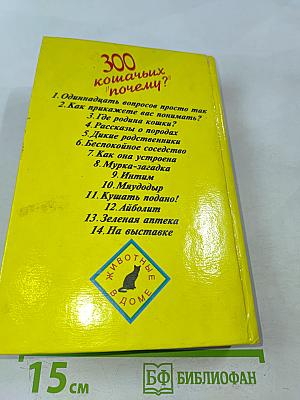 300
кошачьих
"почему?"
1. Одиннадцать вопросов просто так
2. Как прикажете вас понимать?
3. Где родина кошки?
4. Рассказы о породах
5. Дикие родственники
6. Беспокойное соседство
7. Как она устроена
8. Мурка-загадка
9. Интим
10. Мяудодыр
11. Кушать подано!
12. Айболит
13. Зеленая аптека
14. На выставке
ЖИВОТНЫЕ
В ДОМЕ
15 см
БФ БИБЛИОФАН